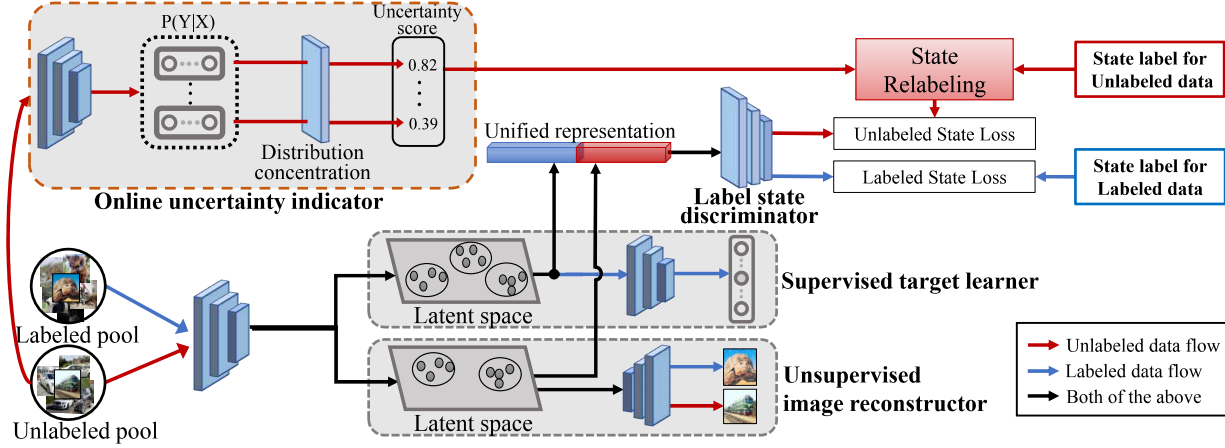 P(Y|X)
Uncertainty
score
0.82
0.39
Distribution
concentration
Online uncertainty indicator
State
Relabeling
State label for
Unlabeled data
Unified representation
Unlabeled State Loss
Labeled State Loss
State label for
Labeled data
Label state
discriminator
Labeled pool
Unlabeled pool
Latent space
Supervised target learner
Latent space
Unsupervised
image reconstructor
Unlabeled data flow
Labeled data flow
Both of the above